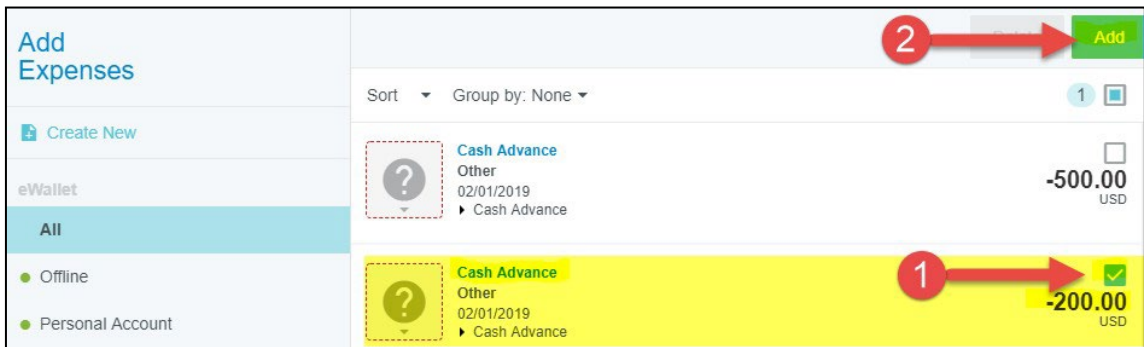 Add
Expenses
Create New
eWallet
All
Offline
Personal Account
2
Add
Sort Group by: None
1
Cash Advance
Other
02/01/2019
Cash Advance
-500.00
USD
Cash Advance
Other
02/01/2019
Cash Advance
1
-200.00
USD